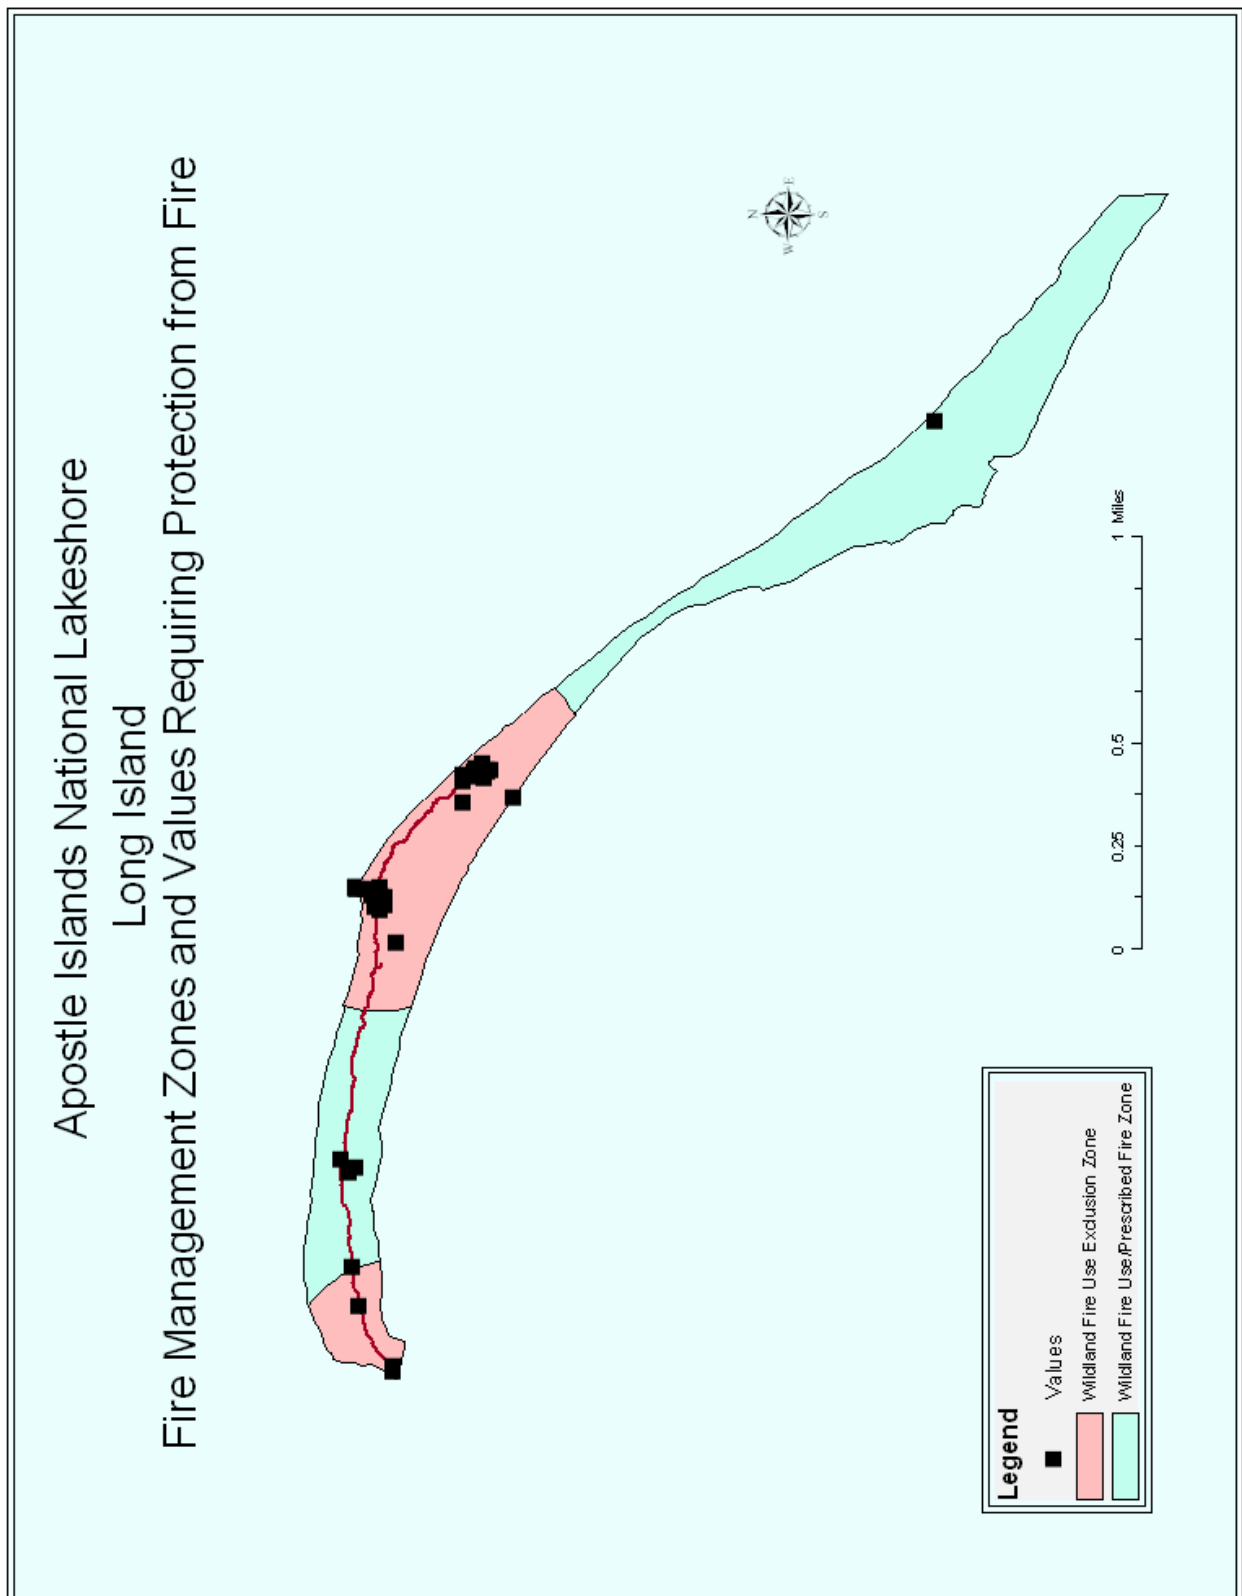 Apostle Islands National Lakeshore
Long Island
Fire Management Zones and Values Requiring Protection from Fire
N
W E
S
0 0.25 0.5 1 Miles
Legend
Values
Wildland Fire Use Exclusion Zone
Wildland Fire Use/Prescribed Fire Zone